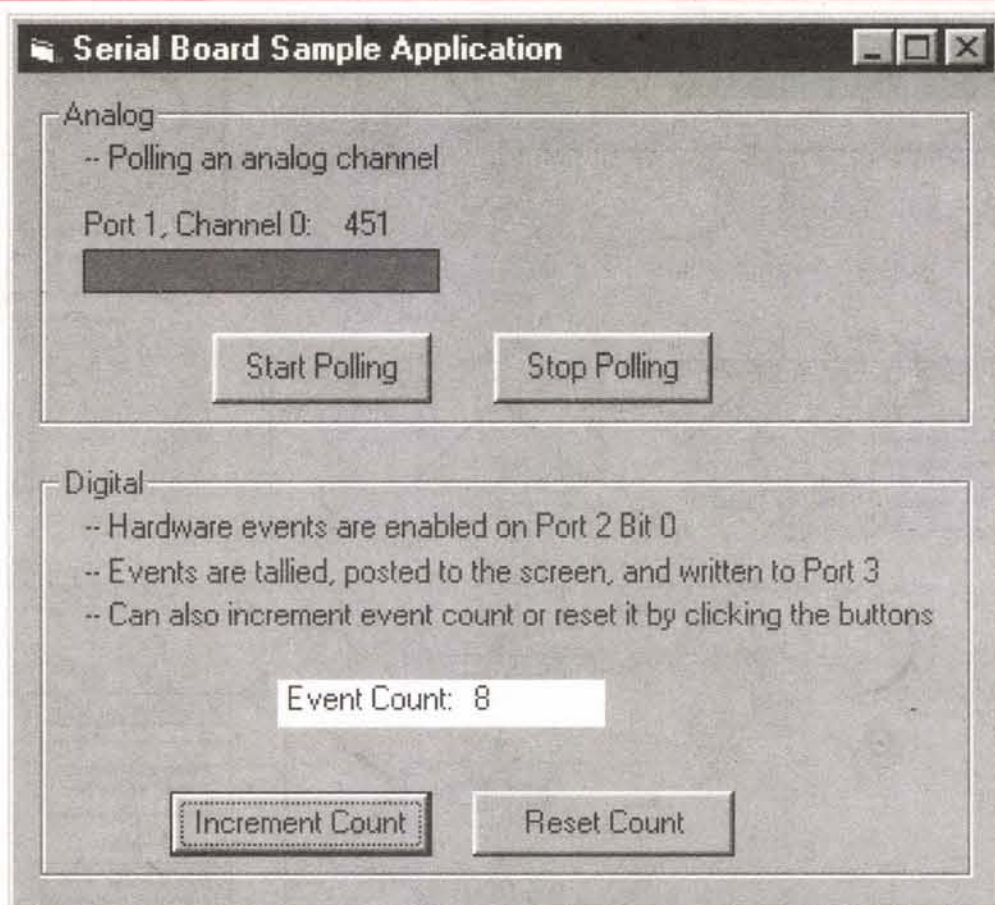 Serial Board Sample Application
Analog
-- Polling an analog channel
Port 1, Channel 0: 451
Start Polling Stop Polling
Digital
-- Hardware events are enabled on Port 2 Bit 0
-- Events are tallied, posted to the screen, and written to Port 3
-- Can also increment event count or reset it by clicking the buttons
Event Count: 8
Increment Count Reset Count